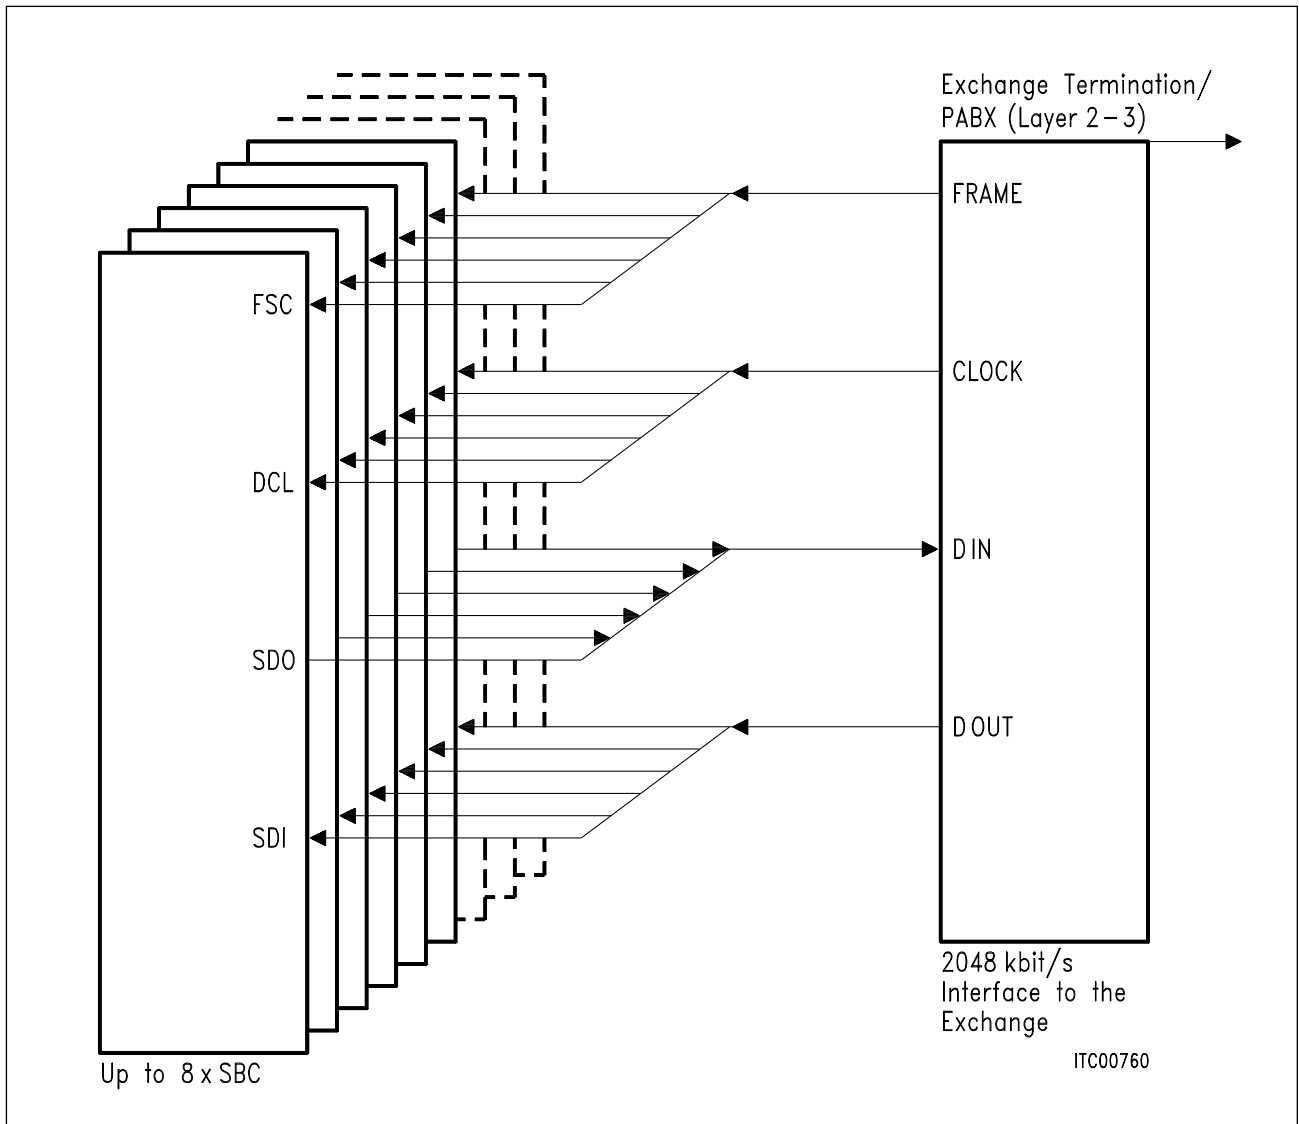 Exchange Termination/
PABX (Layer 2–3)
FRAME
FSC
CLOCK
DCL
DIN
SDO
DOUT
SDI
2048 kbit/s
Interface to the
Exchange
ITC00760
Up to 8 x SBC